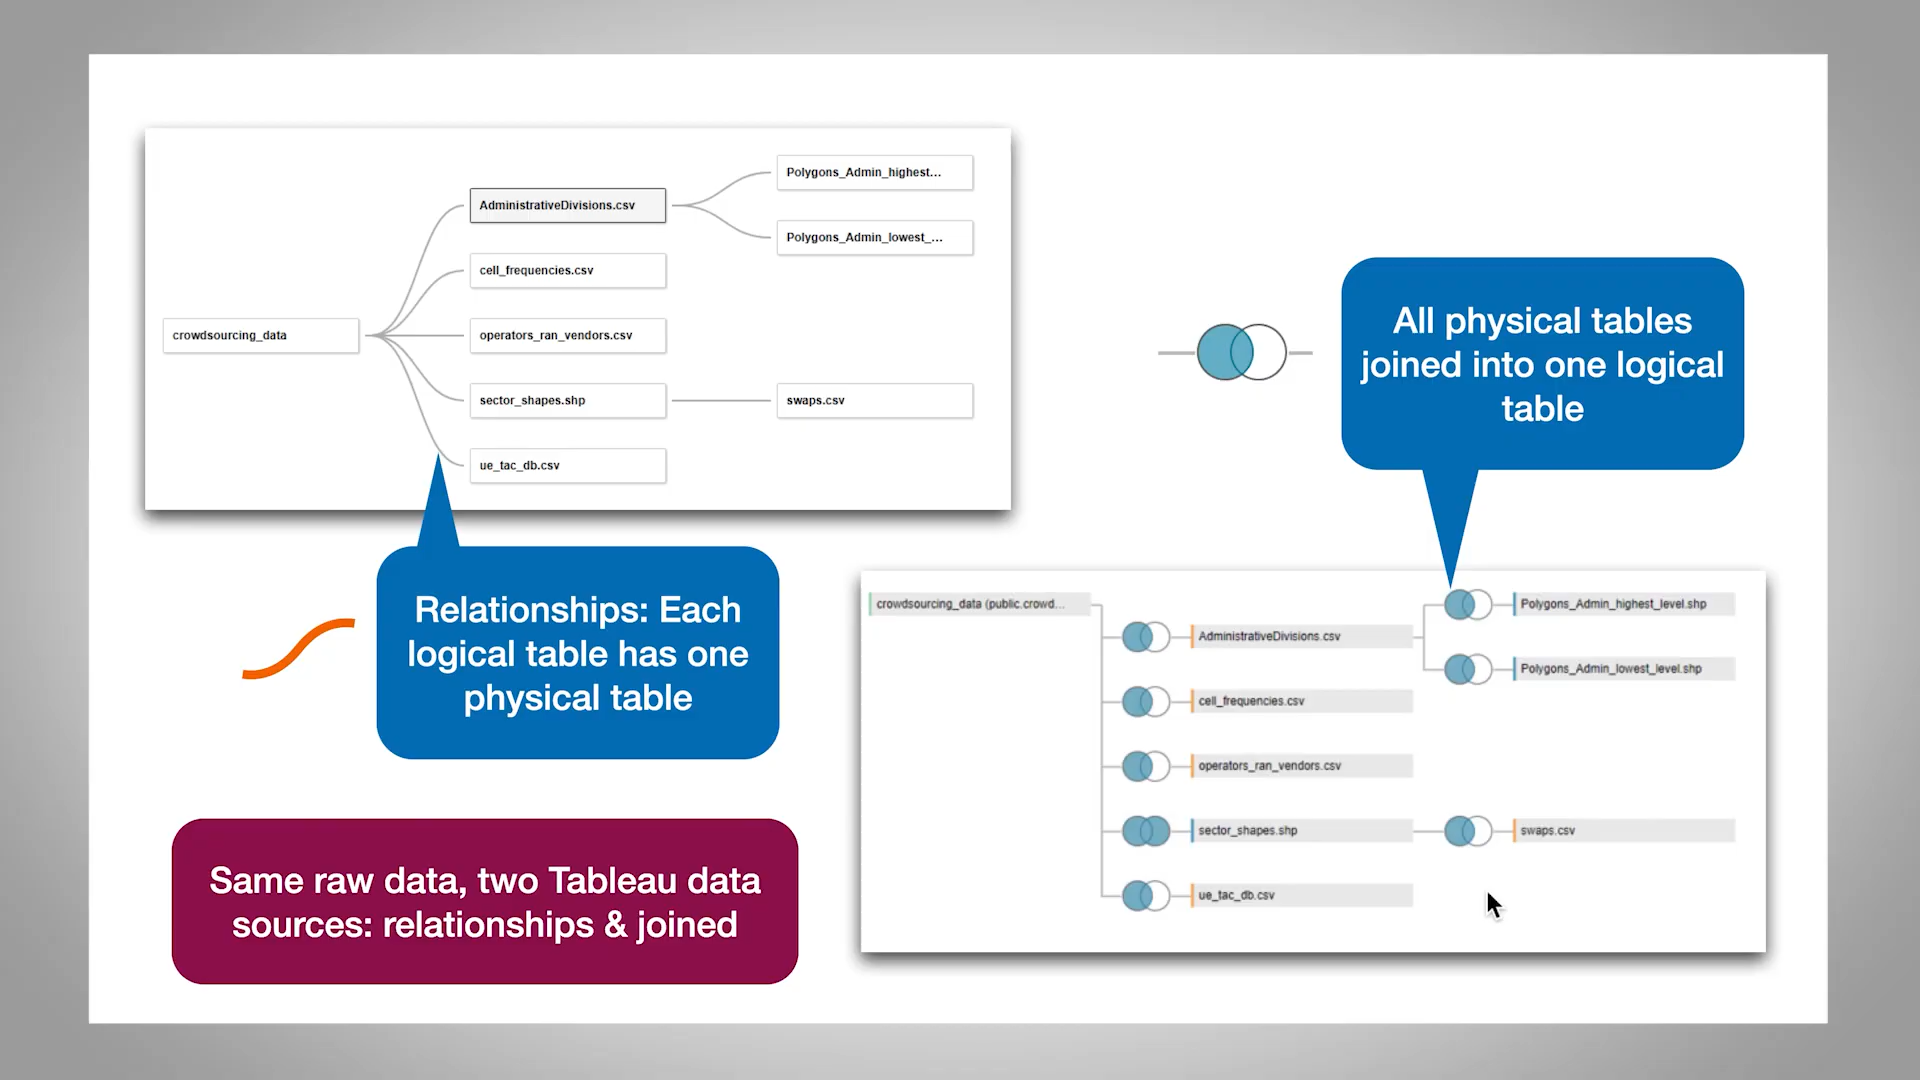 Polygons_Admin_highest...
AdministrativeDivisions.csv
Polygons_Admin_lowest_...
cell_frequencies.csv
crowdsourcing_data
operators_ran_vendors.csv
sector_shapes.shp
swaps.csv
ue_tac_db.csv
All physical tables
joined into one logical
table
Relationships: Each
logical table has one
physical table
Same raw data, two Tableau data
sources: relationships & joined
crowdsourcing_data (public.crowd...
Polygons_Admin_highest_level.shp
AdministrativeDivisions.csv
Polygons_Admin_lowest_level.shp
cell_frequencies.csv
operators_ran_vendors.csv
sector_shapes.shp
swaps.csv
ue_tac_db.csv